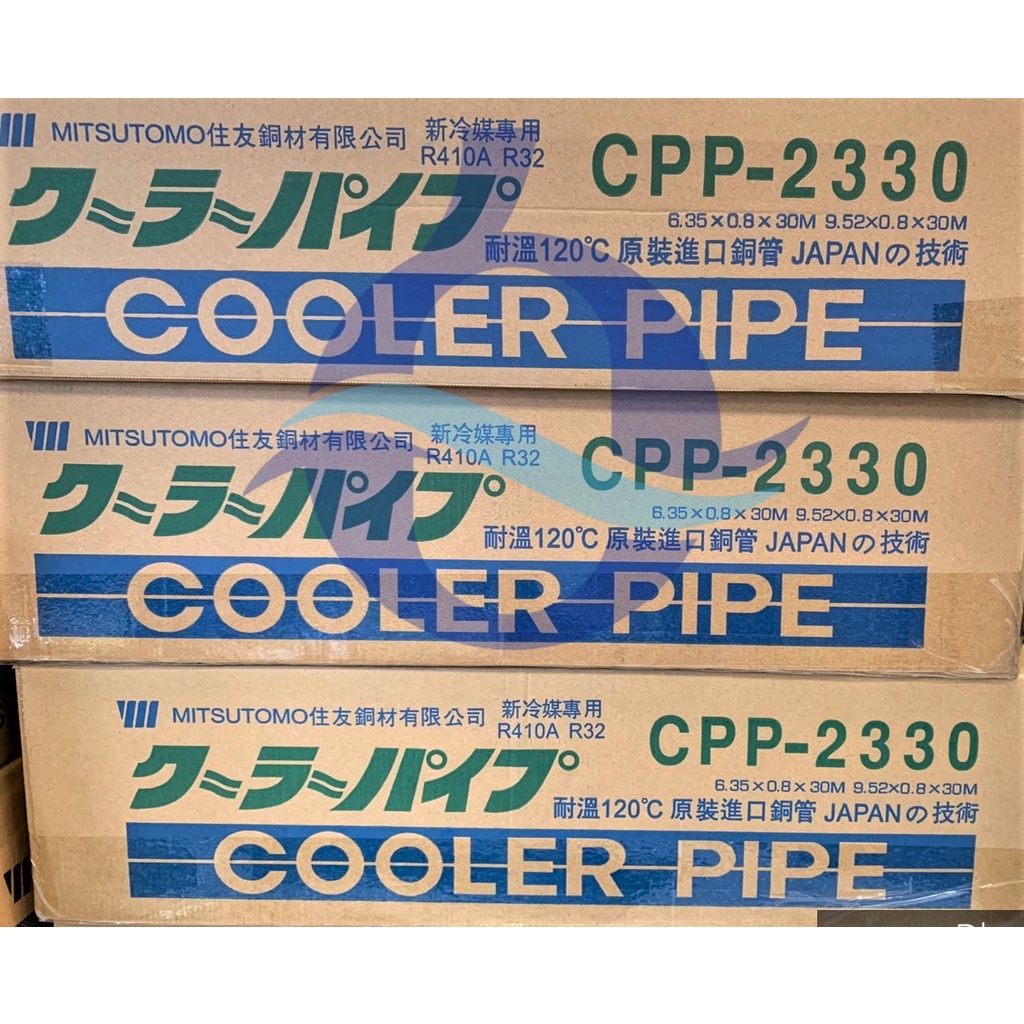 MITSUTOMO住友銅材有限公司 新冷媒專用
R410A R32
CPP-2330
クーラーパイプ
6.35×0.8×30M 9.52×0.8×30M
耐溫120℃ 原裝進口銅管 JAPANの技術
COOLER PIPE
MITSUTOMO住友銅材有限公司 新冷媒專用
R410A R32
CPP-2330
クーラーパイプ
6.35×0.8×30M 9.52×0.8×30M
耐溫120℃ 原裝進口銅管 JAPANの技術
COOLER PIPE
MITSUTOMO住友銅材有限公司 新冷媒專用
R410A R32
CPP-2330
クーラーパイプ
6.35×0.8×30M 9.52×0.8×30M
耐溫120℃ 原裝進口銅管 JAPANの技術
COOLER PIPE